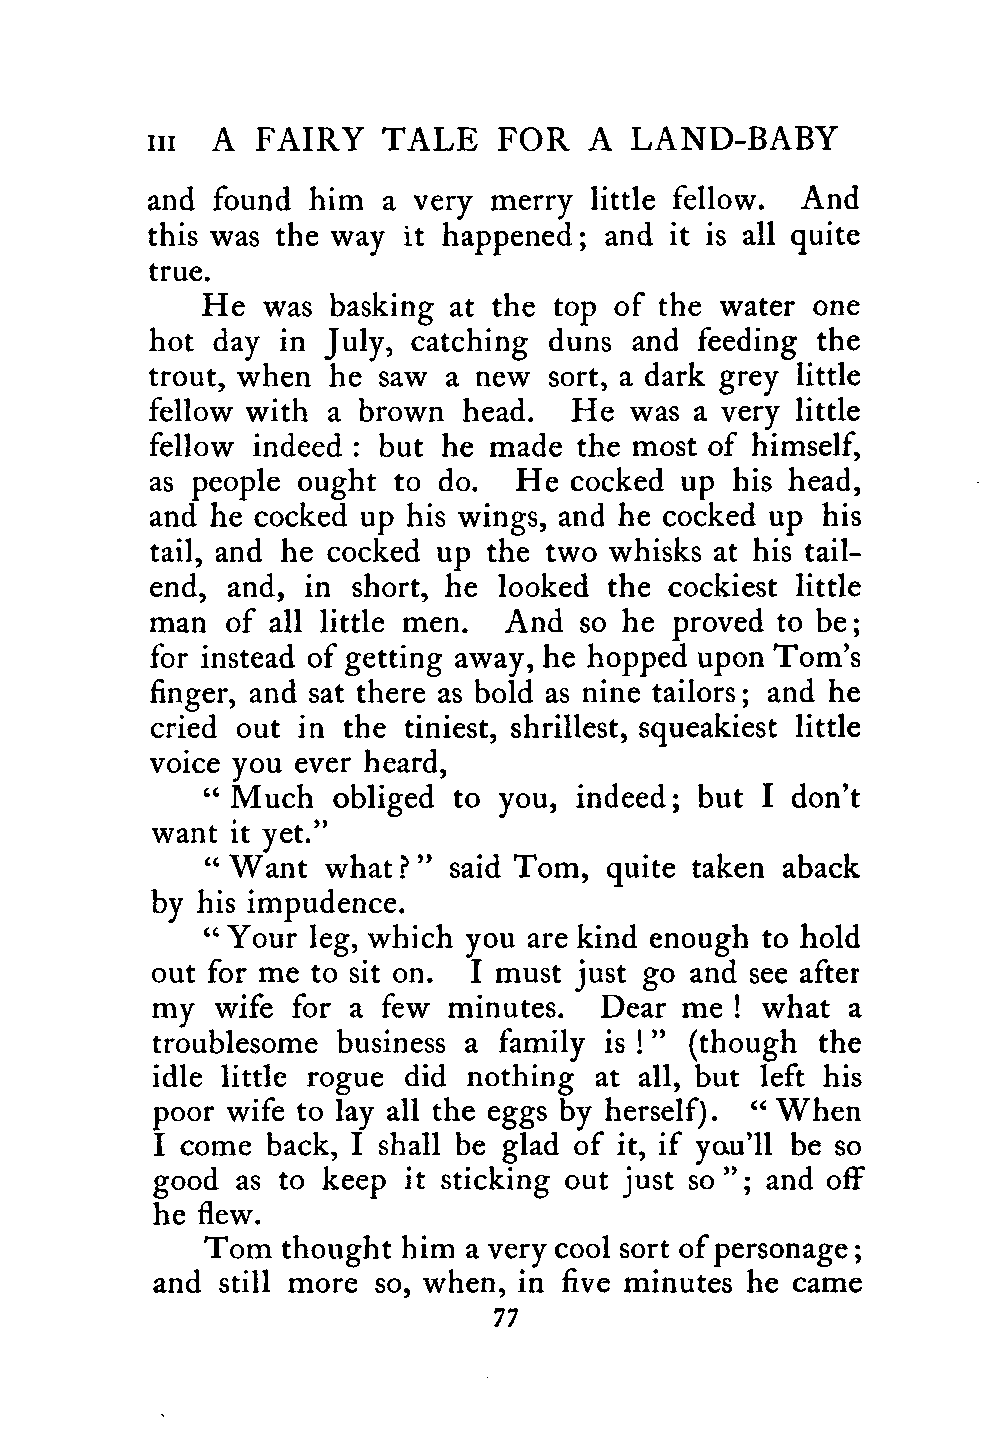 III A FAIRY TALE FOR A LAND-BABY
and found him a very merry little fellow. And
this was the way it happened; and it is all quite
true.
He was basking at the top of the water one
hot day in July, catching duns and feeding the
trout, when he saw a new sort, a dark grey little
fellow with a brown head. He was a very little
fellow indeed : but he made the most of himself,
as people ought to do. He cocked up his head,
and he cocked up his wings, and he cocked up his
tail, and he cocked up the two whisks at his tail-
end, and, in short, he looked the cockiest little
man of all little men. And so he proved to be;
for instead of getting away, he hopped upon Tom's
finger, and sat there as bold as nine tailors; and he
cried out in the tiniest, shrillest, squeakiest little
voice you ever heard,
“ Much obliged to you, indeed; but I don't
want it yet.”
“ Want what?” said Tom, quite taken aback
by his impudence.
“ Your leg, which you are kind enough to hold
out for me to sit on. I must just go and see after
my wife for a few minutes. Dear me ! what a
troublesome business a family is !” (though the
idle little rogue did nothing at all, but left his
poor wife to lay all the eggs by herself). “ When
I come back, I shall be glad of it, if you'll be so
good as to keep it sticking out just so”; and off
he flew.
Tom thought him a very cool sort of personage;
and still more so, when, in five minutes he came
77